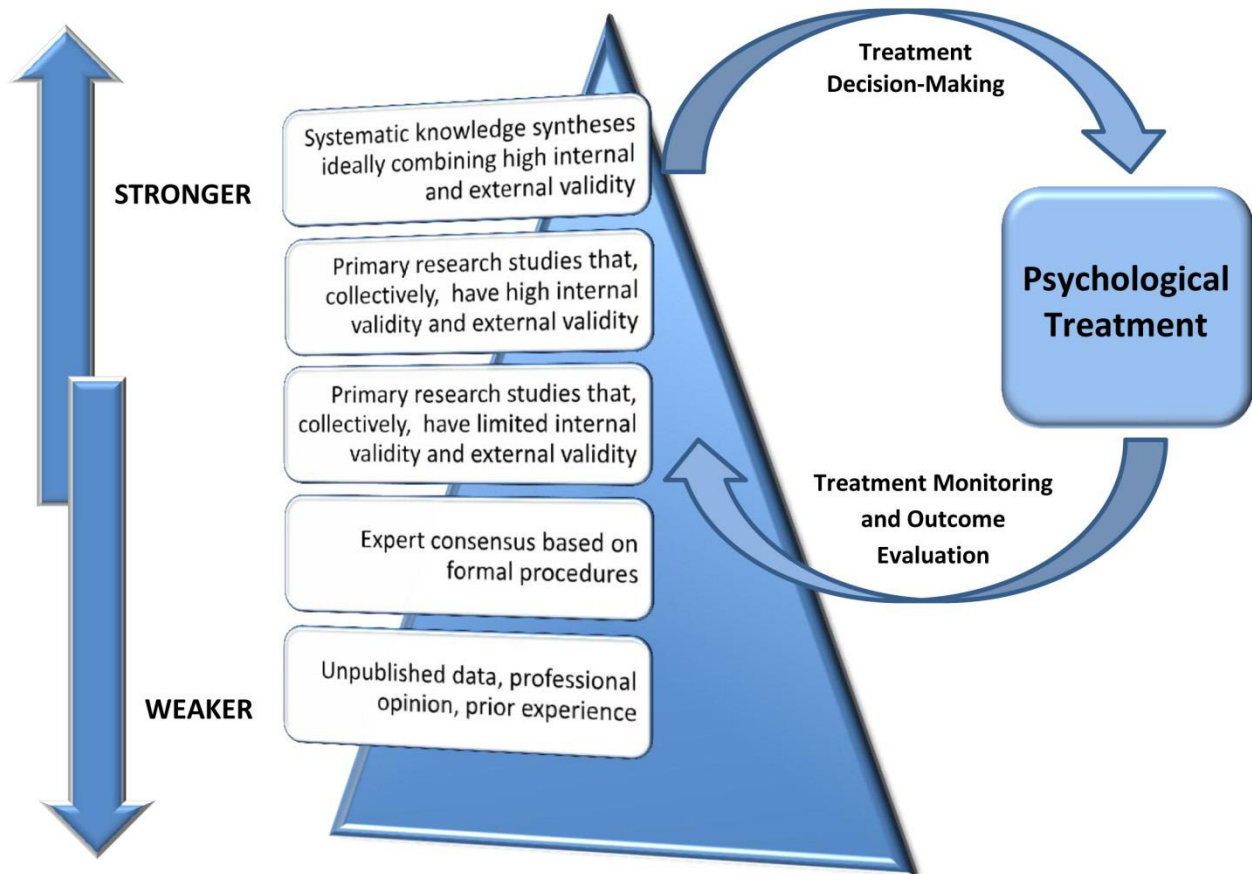 Treatment
Decision-Making
Systematic knowledge syntheses
ideally combining high internal
and external validity
STRONGER
Primary research studies that,
collectively, have high internal
validity and external validity
Psychological
Treatment
Primary research studies that,
collectively, have limited internal
validity and external validity
Treatment Monitoring
and Outcome
Evaluation
Expert consensus based on
formal procedures
Unpublished data, professional
opinion, prior experience
WEAKER